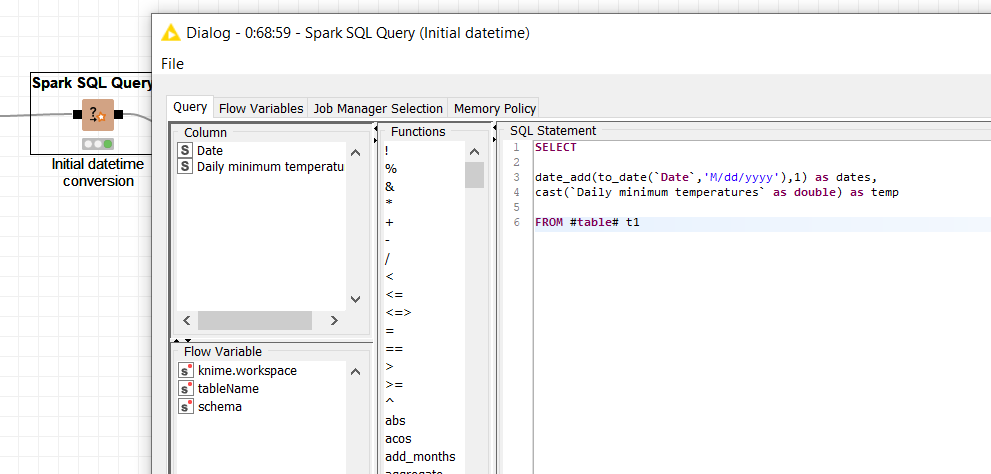 Dialog - 0:68:59 - Spark SQL Query (Initial datetime)
File
Spark SQL Query
Initial datetime
conversion
Query
Flow Variables
Job Manager Selection
Memory Policy
Column
S Date
S Daily minimum temperatu
Flow Variable
s knime.workspace
s tableName
s schema
Functions
!
%
&
*
+
-
/
<
<=
<=>
=
==
>
>=
^
abs
acos
add_months
aggregate
SQL Statement
1 SELECT
2
3 date_add(to_date(`Date`,'M/dd/yyyy'),1) as dates,
4 cast(`Daily minimum temperatures` as double) as temp
5
6 FROM #table# t1